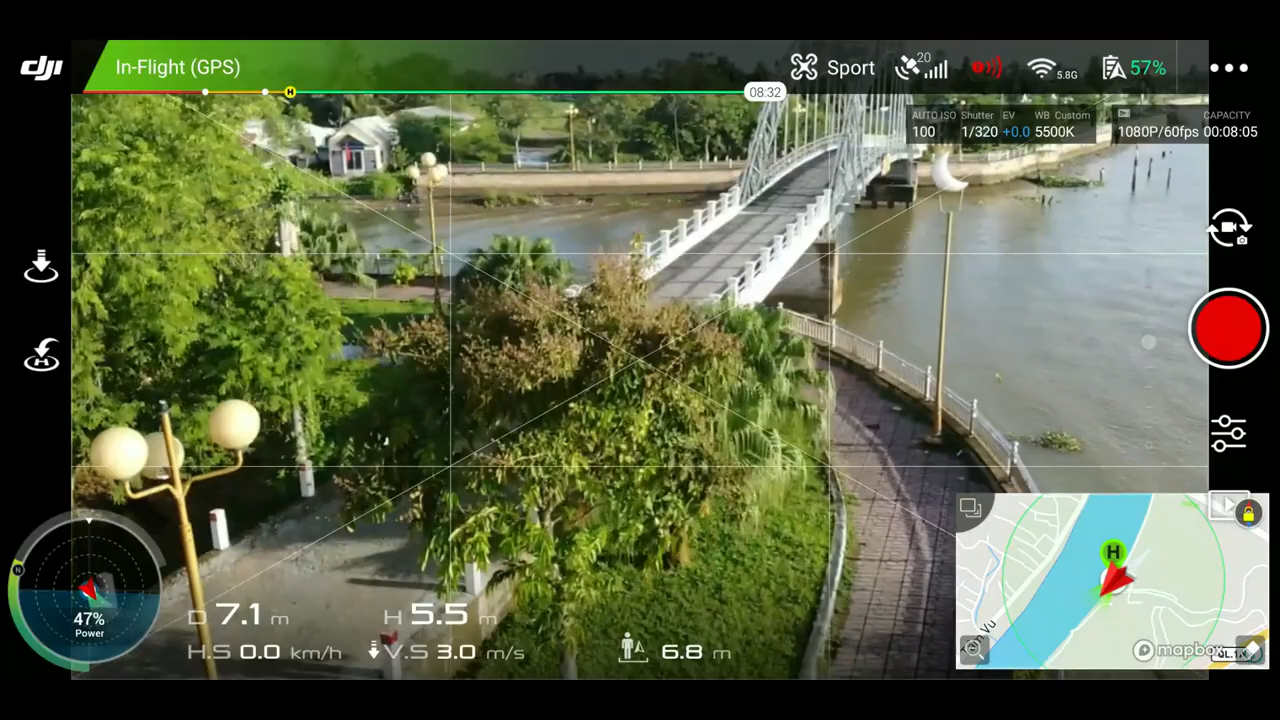 dji
In-Flight (GPS)
20
Sport
5.8G
57%
H
08:32
AUTO ISO
100
Shutter
1/320
EV
+0.0
WB Custom
5500K
1080P/60fps
CAPACITY
00:08:05
H
N
47%
Power
D 7.1 m
H 5.5 m
H.S 0.0 km/h
V.S 3.0 m/s
6.8 m
H
mapbox